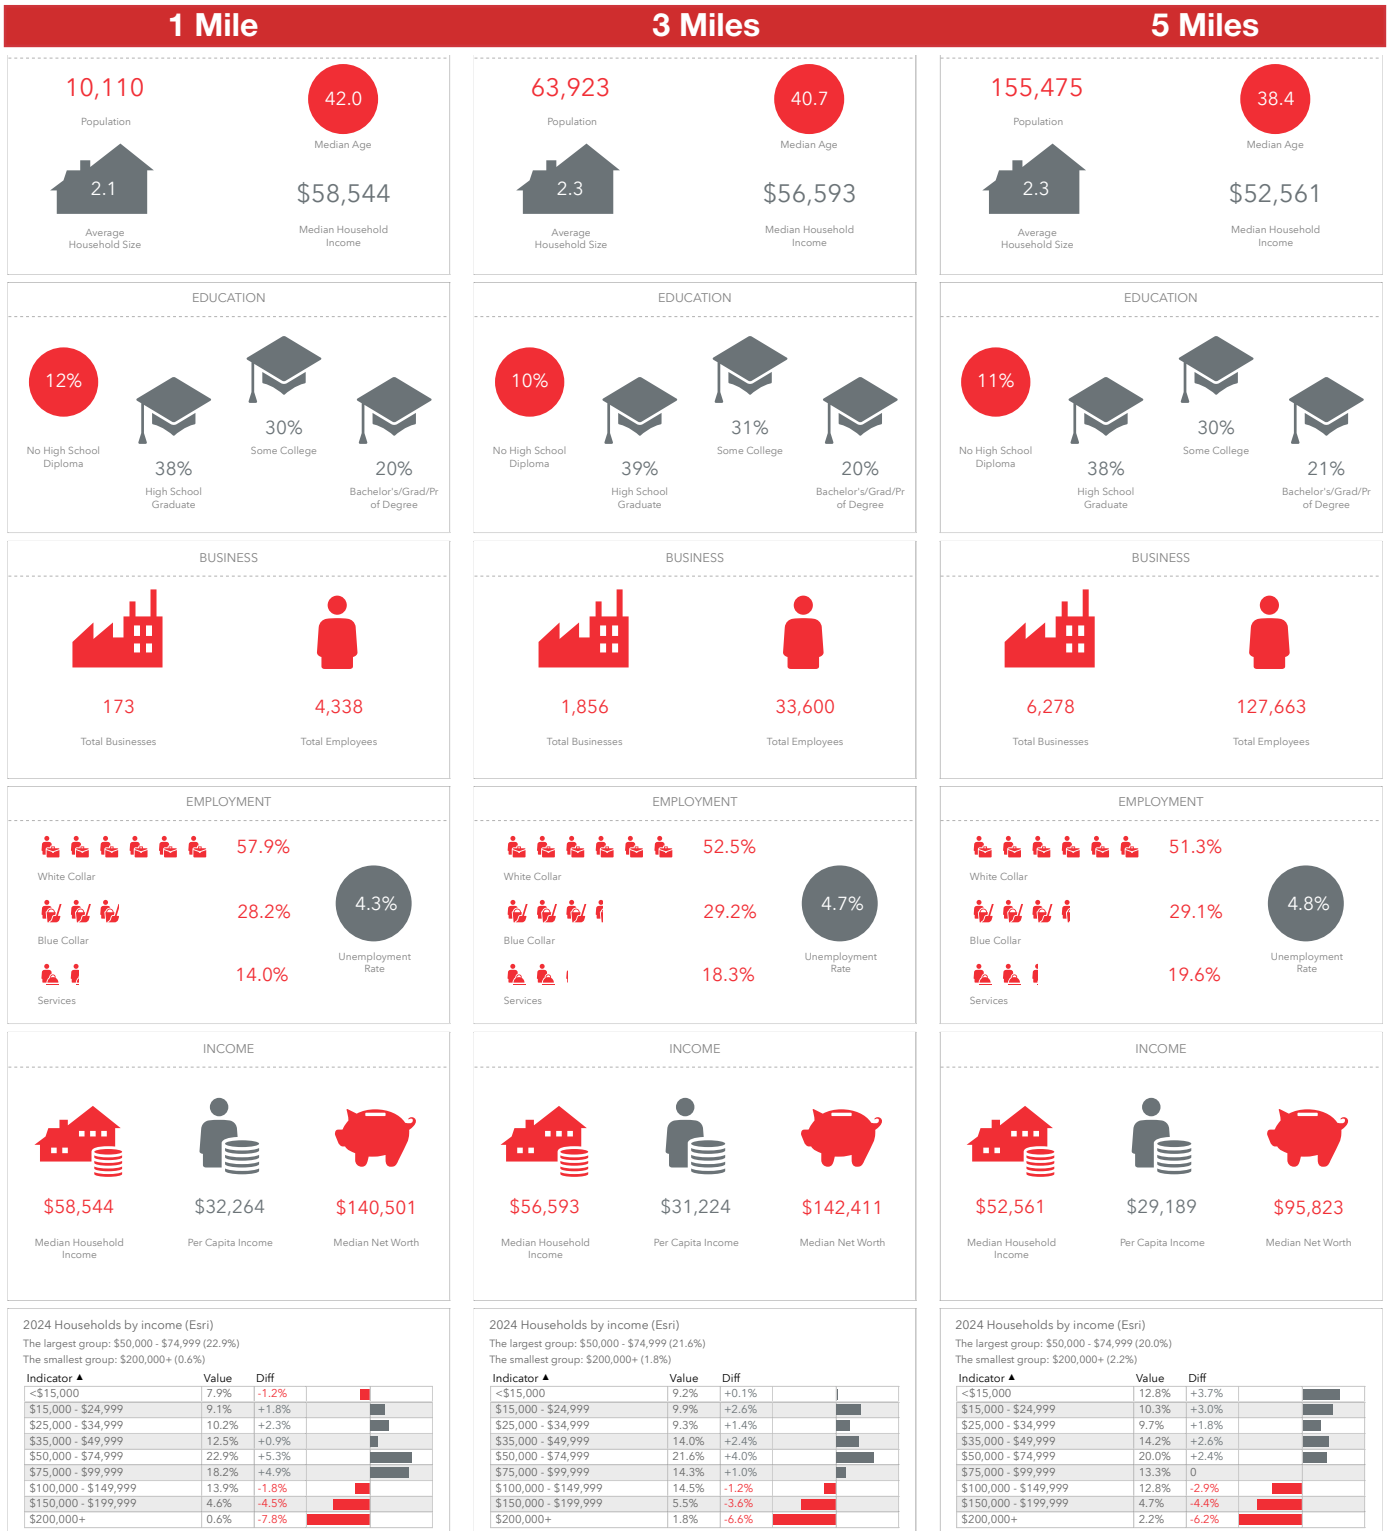 1 Mile
3 Miles
5 Miles
10,110
Population
42.0
Median Age
2.1
Average
Household Size
$58,544
Median Household
Income
63,923
Population
40.7
Median Age
2.3
Average
Household Size
$56,593
Median Household
Income
155,475
Population
38.4
Median Age
2.3
Average
Household Size
$52,561
Median Household
Income
EDUCATION
12%
No High School
Diploma
38%
High School
Graduate
30%
Some College
20%
Bachelor's/Grad/Pr
of Degree
EDUCATION
10%
No High School
Diploma
39%
High School
Graduate
31%
Some College
20%
Bachelor's/Grad/Pr
of Degree
EDUCATION
11%
No High School
Diploma
38%
High School
Graduate
30%
Some College
21%
Bachelor's/Grad/Pr
of Degree
BUSINESS
173
Total Businesses
4,338
Total Employees
BUSINESS
1,856
Total Businesses
33,600
Total Employees
BUSINESS
6,278
Total Businesses
127,663
Total Employees
EMPLOYMENT
57.9%
White Collar
28.2%
Blue Collar
14.0%
Services
4.3%
Unemployment
Rate
EMPLOYMENT
52.5%
White Collar
29.2%
Blue Collar
18.3%
Services
4.7%
Unemployment
Rate
EMPLOYMENT
51.3%
White Collar
29.1%
Blue Collar
19.6%
Services
4.8%
Unemployment
Rate
INCOME
$58,544
Median Household
Income
$32,264
Per Capita Income
$140,501
Median Net Worth
INCOME
$56,593
Median Household
Income
$31,224
Per Capita Income
$142,411
Median Net Worth
INCOME
$52,561
Median Household
Income
$29,189
Per Capita Income
$95,823
Median Net Worth
2024 Households by income (Esri)
The largest group: $50,000 - $74,999 (22.9%)
The smallest group: $200,000+ (0.6%)
Indicator ▲ Value Diff
<$15,000 7.9% -1.2%
$15,000 - $24,999 9.1% +1.8%
$25,000 - $34,999 10.2% +2.3%
$35,000 - $49,999 12.5% +0.9%
$50,000 - $74,999 22.9% +5.3%
$75,000 - $99,999 18.2% +4.9%
$100,000 - $149,999 13.9% -1.8%
$150,000 - $199,999 4.6% -4.5%
$200,000+ 0.6% -7.8%
2024 Households by income (Esri)
The largest group: $50,000 - $74,999 (21.6%)
The smallest group: $200,000+ (1.8%)
Indicator ▲ Value Diff
<$15,000 9.2% +0.1%
$15,000 - $24,999 9.9% +2.6%
$25,000 - $34,999 9.3% +1.4%
$35,000 - $49,999 14.0% +2.4%
$50,000 - $74,999 21.6% +4.0%
$75,000 - $99,999 14.3% +1.0%
$100,000 - $149,999 14.5% -1.2%
$150,000 - $199,999 5.5% -3.6%
$200,000+ 1.8% -6.6%
2024 Households by income (Esri)
The largest group: $50,000 - $74,999 (20.0%)
The smallest group: $200,000+ (2.2%)
Indicator ▲ Value Diff
<$15,000 12.8% +3.7%
$15,000 - $24,999 10.3% +3.0%
$25,000 - $34,999 9.7% +1.8%
$35,000 - $49,999 14.2% +2.6%
$50,000 - $74,999 20.0% +2.4%
$75,000 - $99,999 13.3% 0
$100,000 - $149,999 12.8% -2.9%
$150,000 - $199,999 4.7% -4.4%
$200,000+ 2.2% -6.2%